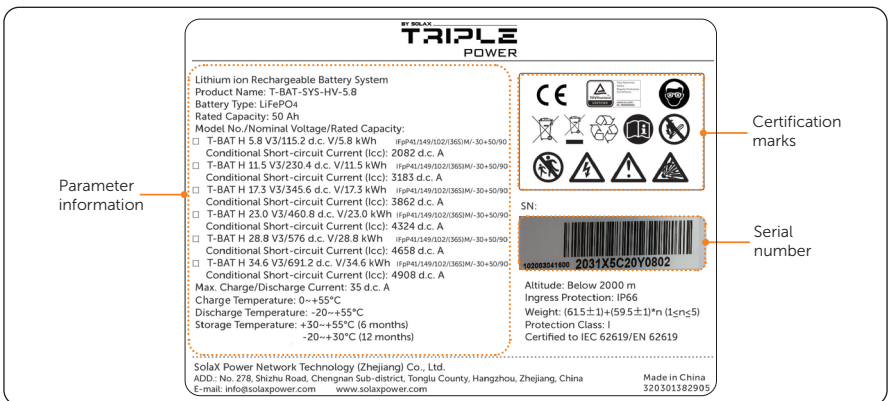 BY SOLAX
TRIPLE
POWER
Lithium ion Rechargeable Battery System
Product Name: T-BAT-SYS-HV-5.8
Battery Type: LiFePO4
Rated Capacity: 50 Ah
Model No./Nominal Voltage/Rated Capacity:
□ T-BAT H 5.8 V3/115.2 d.c. V/5.8 kWh IFpP41/149/102/(36S)M/-30+50/90
Conditional Short-circuit Current (Icc): 2082 d.c. A
□ T-BAT H 11.5 V3/230.4 d.c. V/11.5 kWh IFpP41/149/102/(36S)M/-30+50/90
Conditional Short-circuit Current (Icc): 3183 d.c. A
□ T-BAT H 17.3 V3/345.6 d.c. V/17.3 kWh IFpP41/149/102/(36S)M/-30+50/90
Conditional Short-circuit Current (Icc): 3862 d.c. A
□ T-BAT H 23.0 V3/460.8 d.c. V/23.0 kWh IFpP41/149/102/(36S)M/-30+50/90
Conditional Short-circuit Current (Icc): 4324 d.c. A
□ T-BAT H 28.8 V3/576 d.c. V/28.8 kWh IFpP41/149/102/(36S)M/-30+50/90
Conditional Short-circuit Current (Icc): 4658 d.c. A
□ T-BAT H 34.6 V3/691.2 d.c. V/34.6 kWh IFpP41/149/102/(36S)M/-30+50/90
Conditional Short-circuit Current (Icc): 4908 d.c. A
Max. Charge/Discharge Current: 35 d.c. A
Charge Temperature: 0~+55°C
Discharge Temperature: -20~+55°C
Storage Temperature: +30~+55°C (6 months)
-20~+30°C (12 months)
Parameter
information
CE
Certification
marks
SN:
102003041600 2031X5C20Y0802
Serial
number
Altitude: Below 2000 m
Ingress Protection: IP66
Weight: (61.5±1)+(59.5±1)*n (1≤n≤5)
Protection Class: I
Certified to IEC 62619/EN 62619
SolaX Power Network Technology (Zhejiang) Co., Ltd.
ADD.: No. 278, Shizhu Road, Chengnan Sub-district, Tonglu County, Hangzhou, Zhejiang, China
E-mail: info@solaxpower.com www.solaxpower.com
Made in China
320301382905